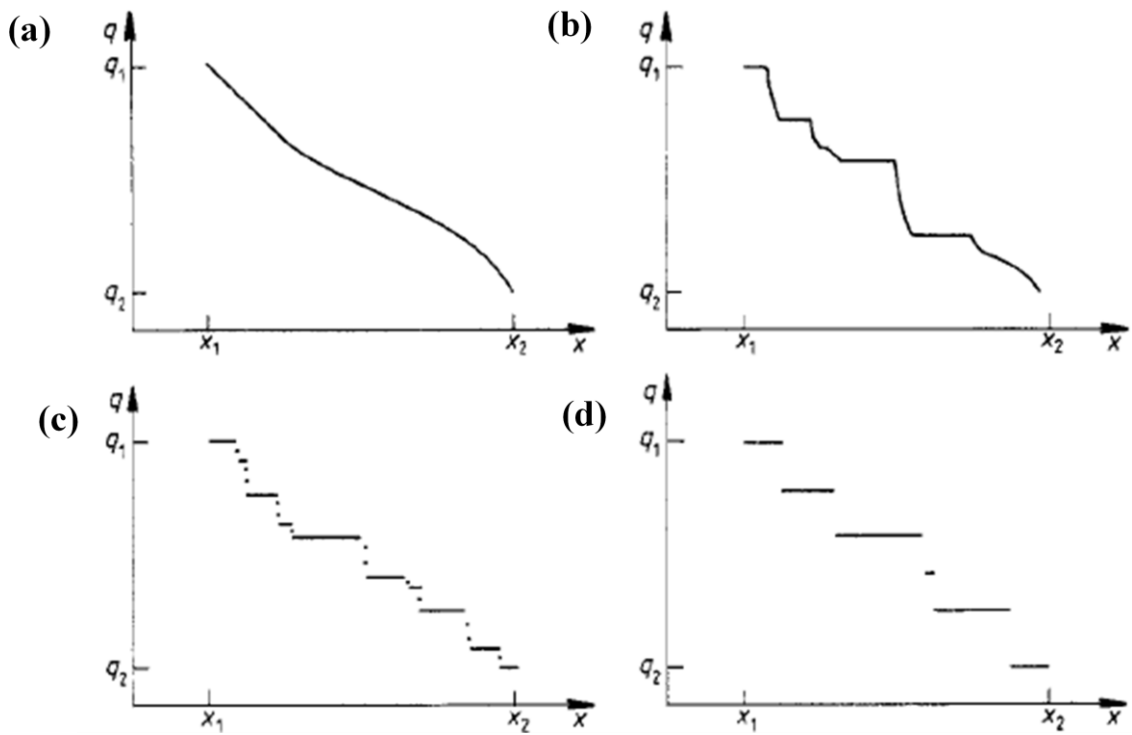 (a)
q
q₁
q₂
x₁
x₂
x
(b)
q
q₁
q₂
x₁
x₂
x
(c)
q
q₁
q₂
x₁
x₂
x
(d)
q
q₁
q₂
x₁
x₂
x